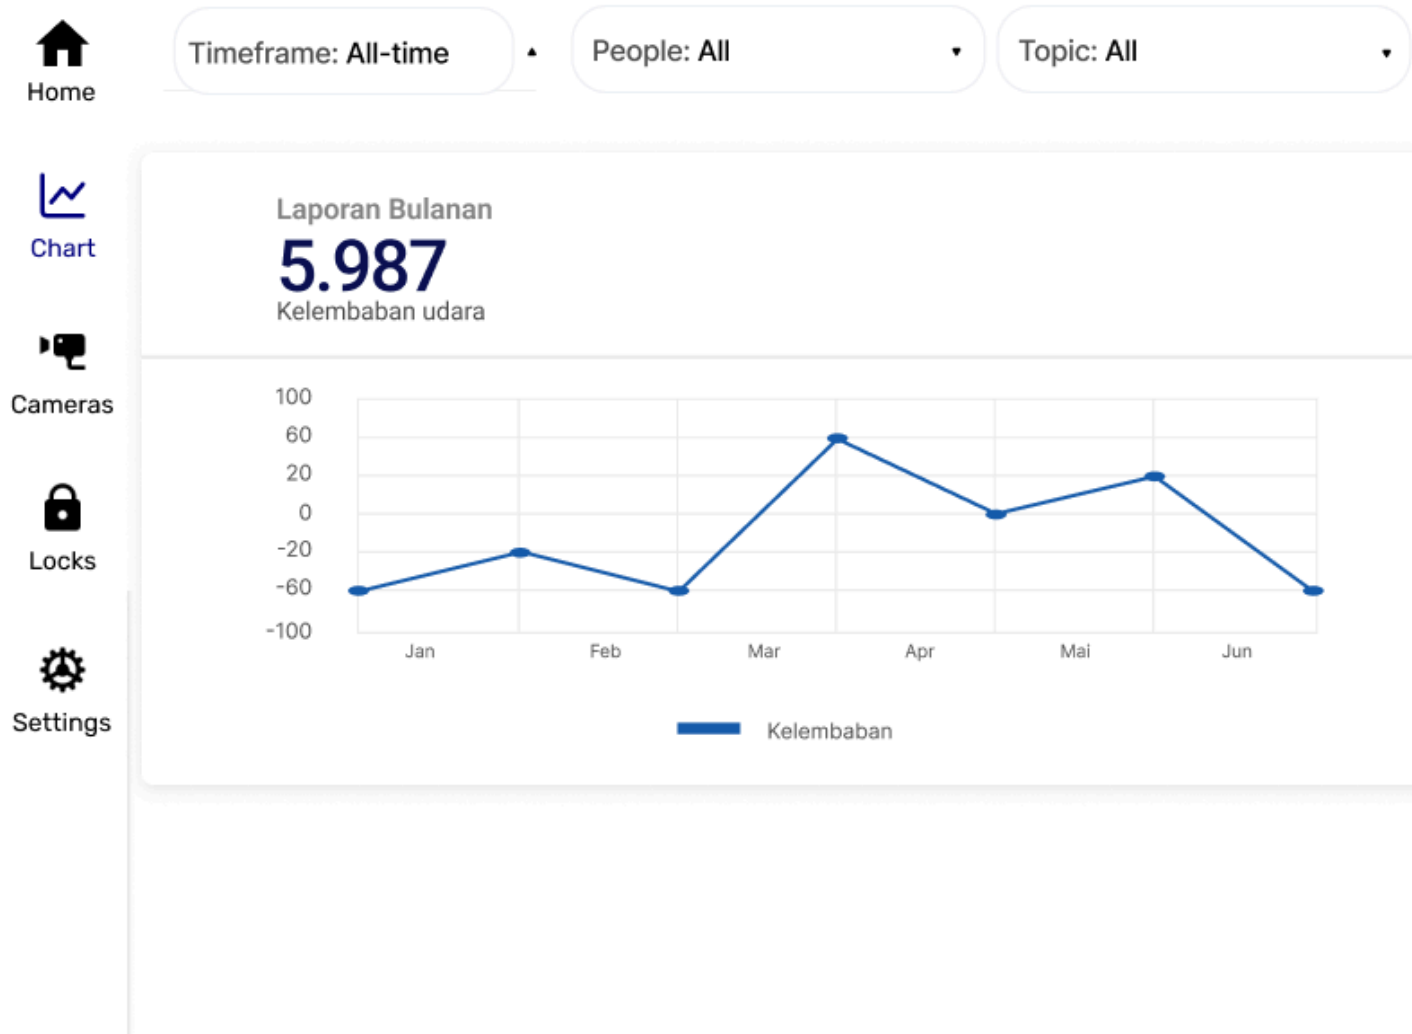 Home
Timeframe: All-time
People: All
Topic: All
Chart
Cameras
Locks
Settings
Laporan Bulanan
5.987
Kelembaban udara
100
60
20
0
-20
-60
-100
Jan Feb Mar Apr Mai Jun
Kelembaban